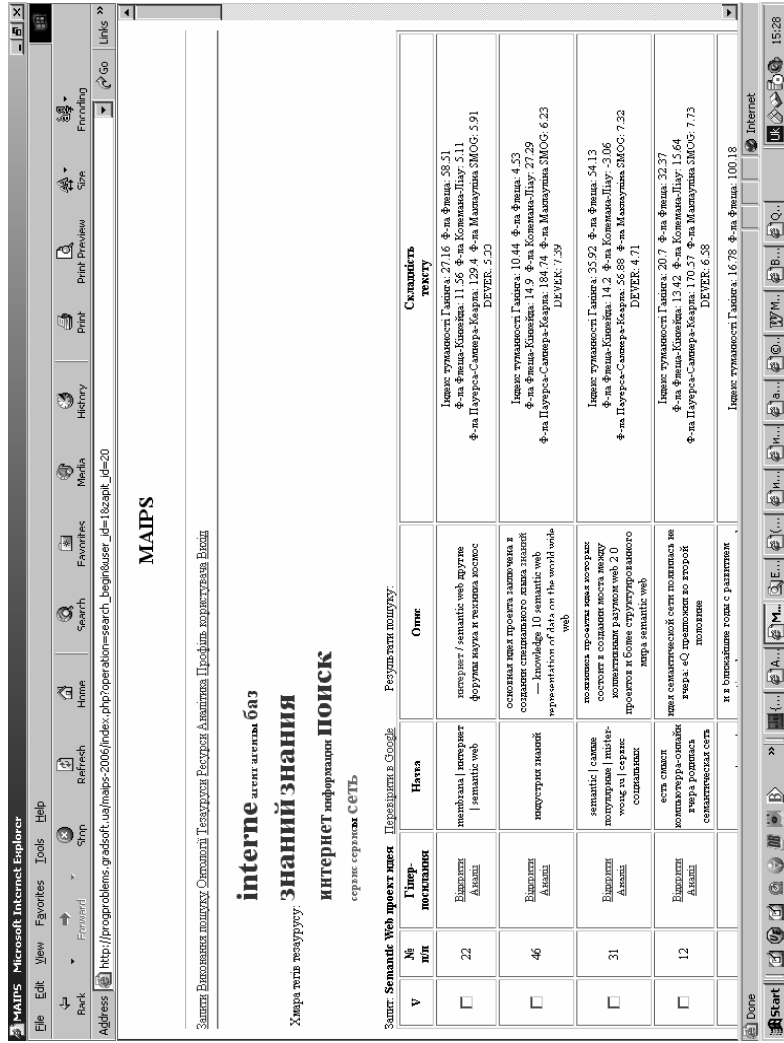 MAIPS Microsoft Internet Explorer
File Edit View Favorites Tools Help
Back Forward Stop Refresh Home Search Favorites Media History Print Print Preview Size Encoding
Address http://progproblems.gradsoft.ua/maips-2006/index.php?operation=search_begin&user_id=1&zapit_id=20 Go Links »
MAIPS
Запити Виконання пошуку Онтології Тезауруси Ресурси Аналітика Профіль користувача Вихід
interne агент агенты баз
Хмара тегів тезаурусу: знаний знания
интернет информации поиск
сервис сервисы сеть
Запит: Semantic Web проект идея Перевірити в Google Результати пошуку:
V № п/п Гіпер-посилання Назва Опис Складність тексту
22 Відкрити Аналіз
membrana | интернет | semantic web
интернет / semantic web другие
форумы наука и техника космос
Індекс туманності Ганінга: 27.16 Ф-ла Флеша: 58.51
Ф-ла Флеша-Кінкейда: 11.56 Ф-ла Колемана-Ліау: 5.11
Ф-ла Пауерса-Самнера-Кеарла: 129.4 Ф-ла Маклаугліна SMOG: 5.91
DEVER: 5.33
46 Відкрити Аналіз
индустрия знаний
основная идея проекта заключена в
создании специального языка знаний
— knowledge 10 semantic web
representation of data on the world wide
web
Індекс туманності Ганінга: 10.44 Ф-ла Флеша: 4.53
Ф-ла Флеша-Кінкейда: 14.9 Ф-ла Колемана-Ліау: 27.29
Ф-ла Пауерса-Самнера-Кеарла: 184.74 Ф-ла Маклаугліна SMOG: 6.23
DEVER: 7.39
31 Відкрити Аналіз
semantic | самые
популярные | mister-
wong.ru | сервис
социальных
появились проекты идея которых
состоит в создании моста между
коллективным разумом web 2 0
проектов и более структурированного
мира semantic web
Індекс туманності Ганінга: 35.92 Ф-ла Флеша: 54.13
Ф-ла Флеша-Кінкейда: 14.2 Ф-ла Колемана-Ліау: -3.06
Ф-ла Пауерса-Самнера-Кеарла: 56.88 Ф-ла Маклаугліна SMOG: 7.32
DEVER: 4.71
12 Відкрити Аналіз
есть смысл
компьютерра-онлайн
вчера родилась
семантическая сеть
идея семантической сети появилась не
вчера: её предложил во второй
половине
Індекс туманності Ганінга: 20.7 Ф-ла Флеша: 32.37
Ф-ла Флеша-Кінкейда: 13.42 Ф-ла Колемана-Ліау: 15.64
Ф-ла Пауерса-Самнера-Кеарла: 170.57 Ф-ла Маклаугліна SMOG: 7.73
DEVER: 6.58
и в ближайшие годы с развитием
Індекс туманності Ганінга: 16.78 Ф-ла Флеша: 100.18
Done Internet
Start Uk 15:28